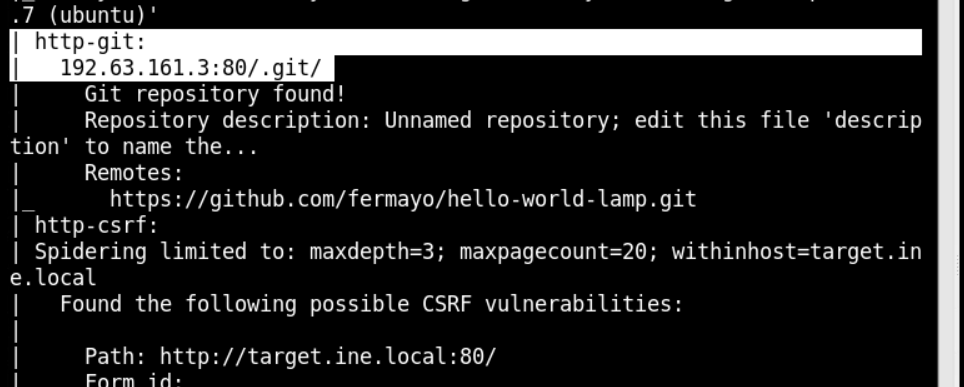 .7 (ubuntu)'
| http-git:
|   192.63.161.3:80/.git/
|     Git repository found!
|     Repository description: Unnamed repository; edit this file 'descrip
tion' to name the...
|     Remotes:
|_      https://github.com/fermayo/hello-world-lamp.git
| http-csrf:
| Spidering limited to: maxdepth=3; maxpagecount=20; withinhost=target.in
e.local
|   Found the following possible CSRF vulnerabilities:
|
|     Path: http://target.ine.local:80/
|     Form id: